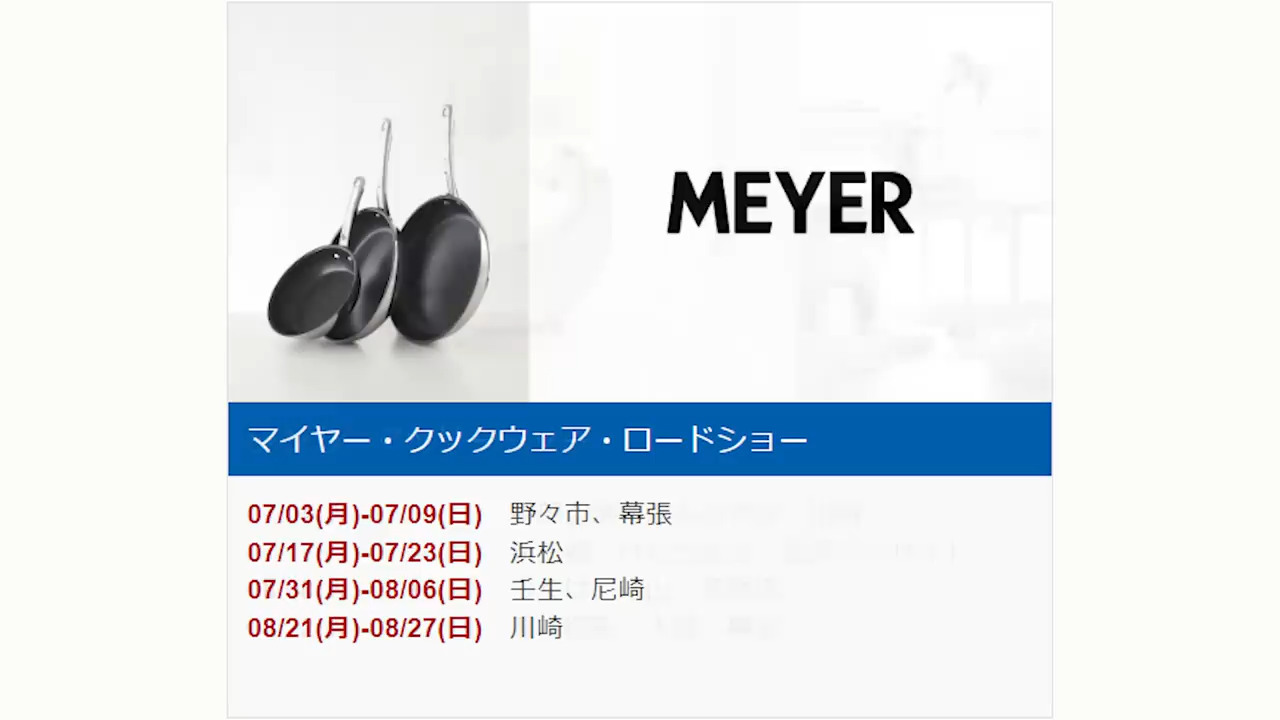 MEYER
マイヤー・クックウェア・ロードショー
07/03(月)-07/09(日) 野々市、幕張
07/17(月)-07/23(日) 浜松
07/31(月)-08/06(日) 壬生、尼崎
08/21(月)-08/27(日) 川崎